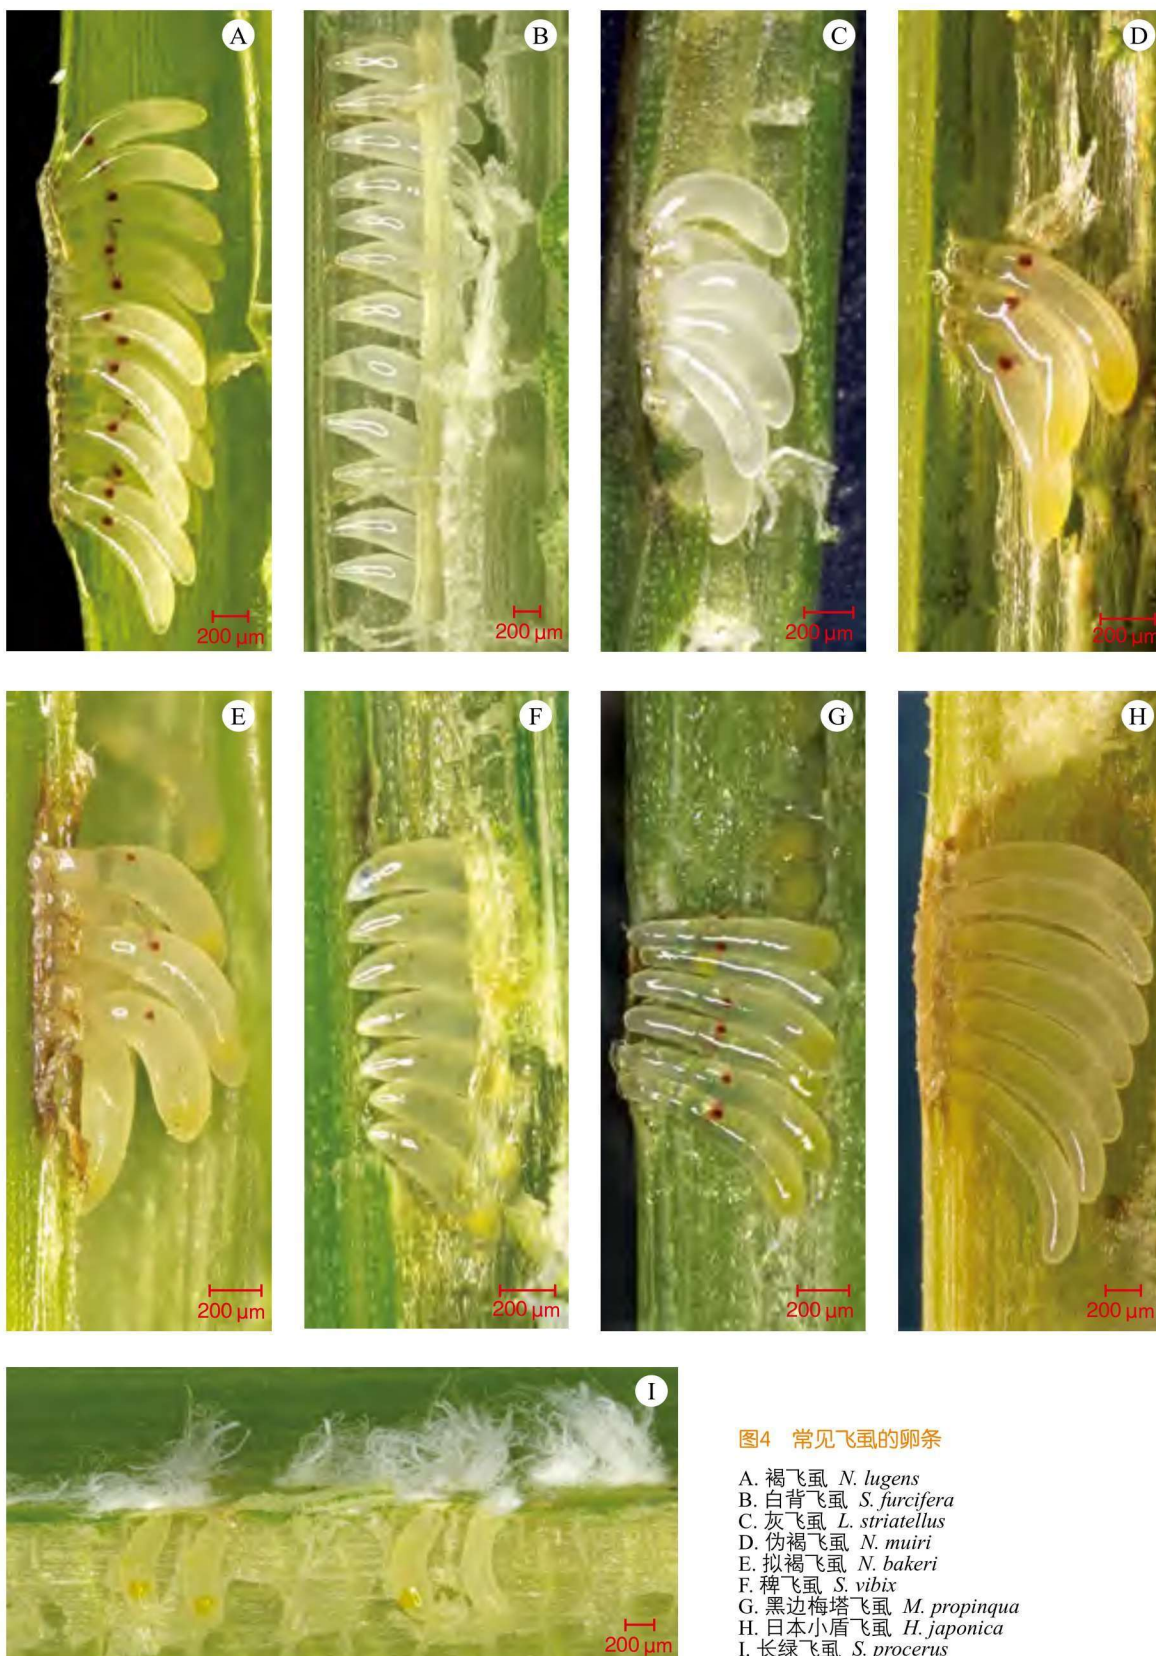 A
B
C
D
200 μm
200 μm
200 μm
200 μm
E
F
G
H
200 μm
200 μm
200 μm
200 μm
I
200 μm
图4 常见飞虱的卵条
A. 褐飞虱 N. lugens
B. 白背飞虱 S. furcifera
C. 灰飞虱 L. striatellus
D. 伪褐飞虱 N. muiri
E. 拟褐飞虱 N. bakeri
F. 稗飞虱 S. vibix
G. 黑边梅塔飞虱 M. propinqua
H. 日本小盾飞虱 H. japonica
I. 长绿飞虱 S. procerus